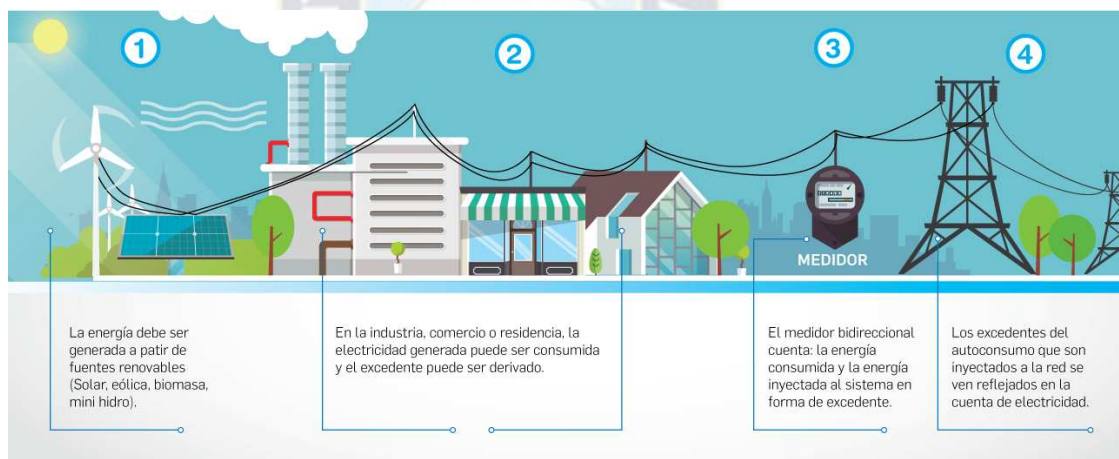 1
2
3
4
MEDIDOR
La energía debe ser
generada a patir de
fuentes renovables
(Solar, eólica, biomasa,
mini hidro).
En la industria, comercio o residencia, la
electricidad generada puede ser consumida
y el excedente puede ser derivado.
El medidor bidireccional
cuenta: la energía
consumida y la energía
inyectada al sistema en
forma de excedente.
Los excedentes del
autoconsumo que son
inyectados a la red se
ven reflejados en la
cuenta de electricidad.